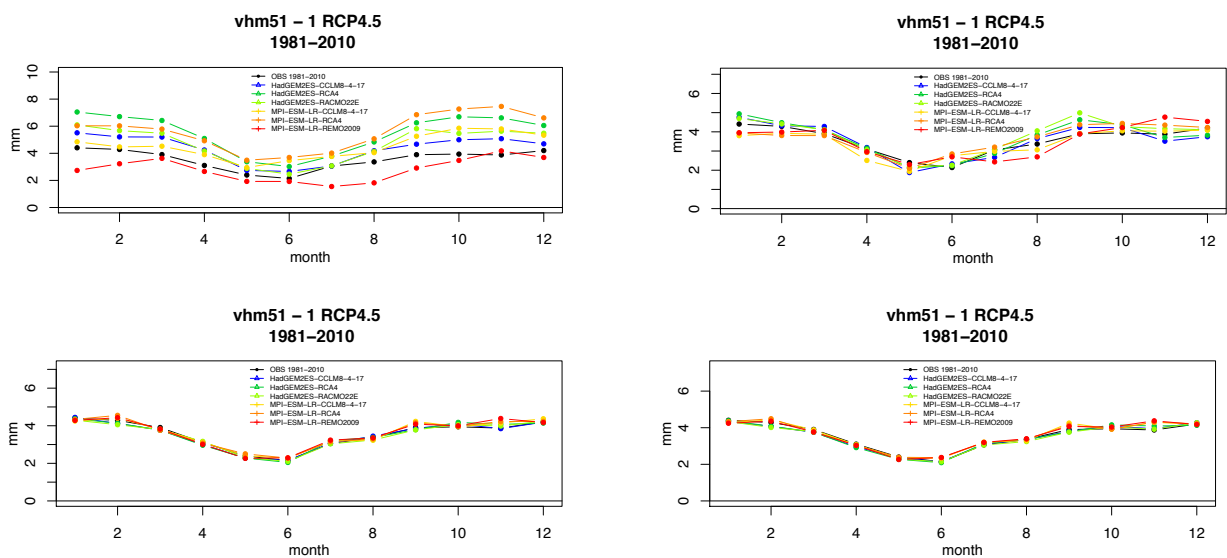 vhm51 − 1 RCP4.5
1981−2010
mm
0 2 4 6 8 10
OBS 1981−2010
HadGEM2ES−CCLM8−4−17
HadGEM2ES−RCA4
HadGEM2ES−RACMO22E
MPI−ESM−LR−CCLM8−4−17
MPI−ESM−LR−RCA4
MPI−ESM−LR−REMO2009
2 4 6 8 10 12
month
vhm51 − 1 RCP4.5
1981−2010
mm
0 2 4 6
OBS 1981−2010
HadGEM2ES−CCLM8−4−17
HadGEM2ES−RCA4
HadGEM2ES−RACMO22E
MPI−ESM−LR−CCLM8−4−17
MPI−ESM−LR−RCA4
MPI−ESM−LR−REMO2009
2 4 6 8 10 12
month
vhm51 − 1 RCP4.5
1981−2010
mm
0 2 4 6
OBS 1981−2010
HadGEM2ES−CCLM8−4−17
HadGEM2ES−RCA4
HadGEM2ES−RACMO22E
MPI−ESM−LR−CCLM8−4−17
MPI−ESM−LR−RCA4
MPI−ESM−LR−REMO2009
2 4 6 8 10 12
month
vhm51 − 1 RCP4.5
1981−2010
mm
0 2 4 6
OBS 1981−2010
HadGEM2ES−CCLM8−4−17
HadGEM2ES−RCA4
HadGEM2ES−RACMO22E
MPI−ESM−LR−CCLM8−4−17
MPI−ESM−LR−RCA4
MPI−ESM−LR−REMO2009
2 4 6 8 10 12
month